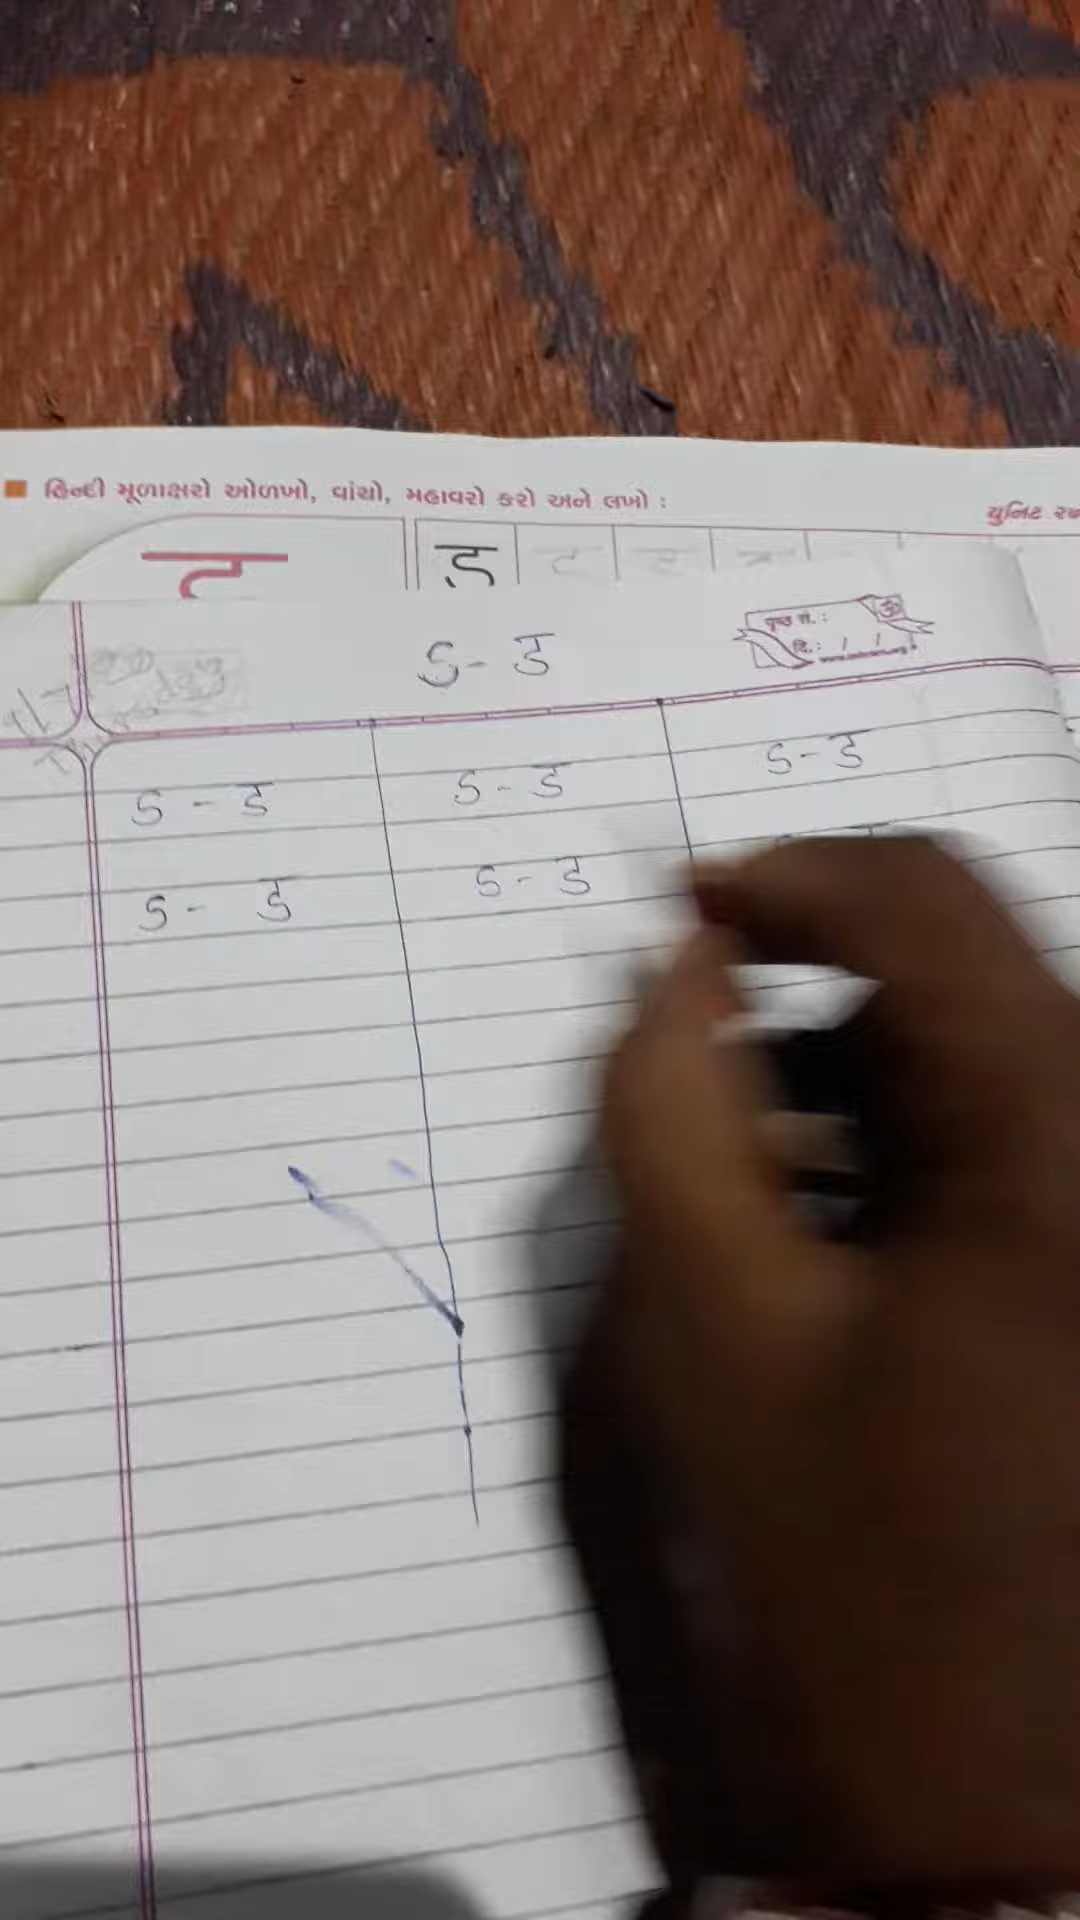 હિન્દી મૂળાક્ષરો ઓળખો, વાંચો, મહાવરો કરો અને લખો :
યુનિટ
ड़
पृष्ठ सं. :
दि. : / /
ડ - ड
ડ - ड ડ - ड ડ - ड
ડ - ड ડ - ड